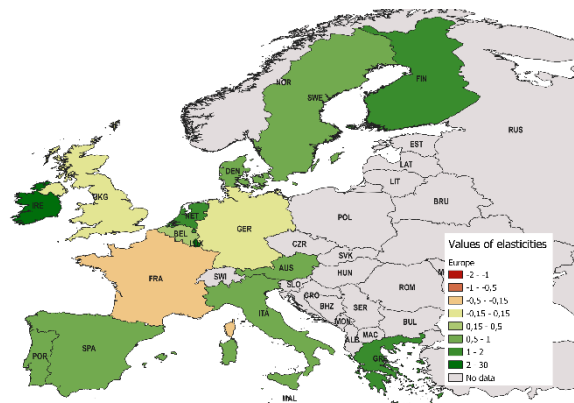 FIN
NOR
SWE
RUS
EST
LAT
DEN
LIT
IRE
UKG
BRU
NET
POL
GER
BEL
LUX
CZR
SVK
Values of elasticities
Europe
-2 - -1
-1 - -0,5
-0,5 - -0,15
-0,15 - 0,15
0,15 - 0,5
0,5 - 1
1 - 2
2 - 30
No data
AUS
HUN
FRA
SWI
SLO
ROM
M
CRO
BHZ
SER
ITA
MON
BUL
POR
SPA
ALB
MAC
GRE
MAL